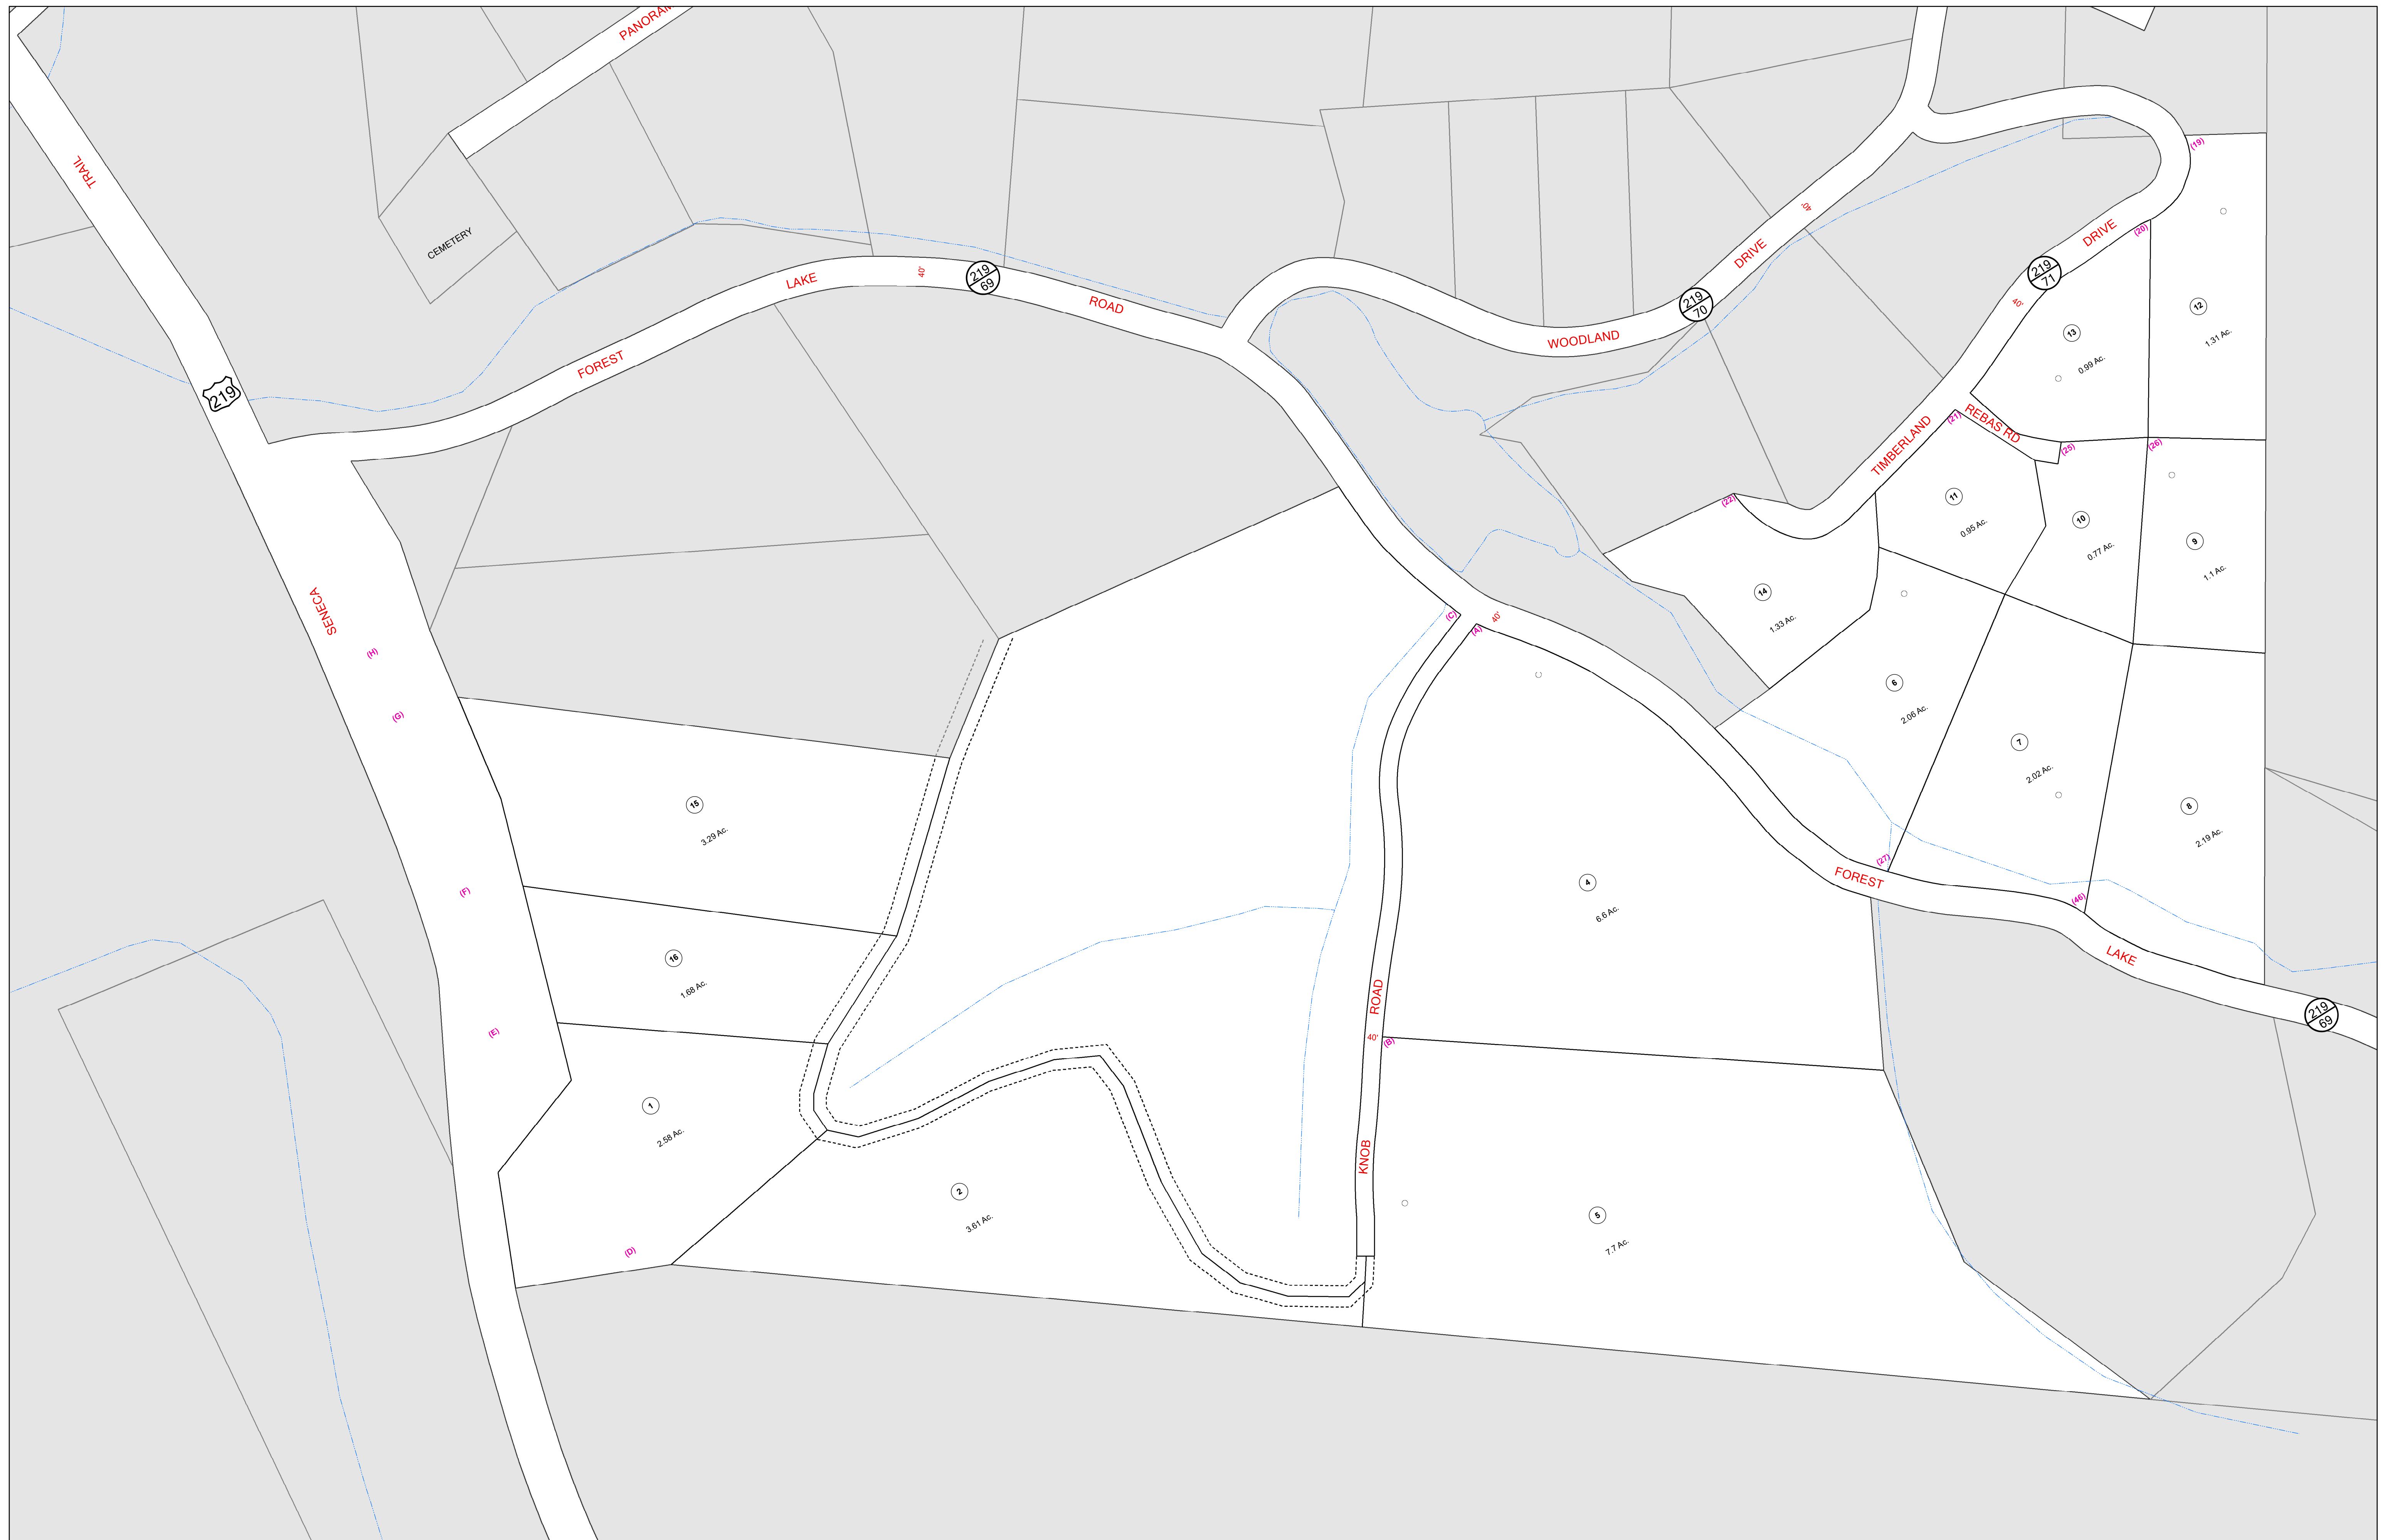 PANORAM
TRAIL
CEMETERY
(19)
40'
DRIVE
(20)
DRIVE
219
71
LAKE
40'
219
69
ROAD
219
70
40'
12
1.31 Ac.
13
0.99 Ac.
WOODLAND
FOREST
219
REBAS RD
(21)
TIMBERLAND
(25)
(26)
(22)
11
0.95 Ac.
10
0.77 Ac.
9
1.1 Ac.
14
1.33 Ac.
SENECA
(C)
(A)
40'
(H)
(G)
6
2.06 Ac.
7
2.02 Ac.
15
3.29 Ac.
8
2.19 Ac.
(F)
4
6.6 Ac.
(27)
FOREST
(46)
16
1.68 Ac.
LAKE
ROAD
219
69
(E)
40'
(B)
1
2.58 Ac.
KNOB
2
3.61 Ac.
5
7.7 Ac.
(D)